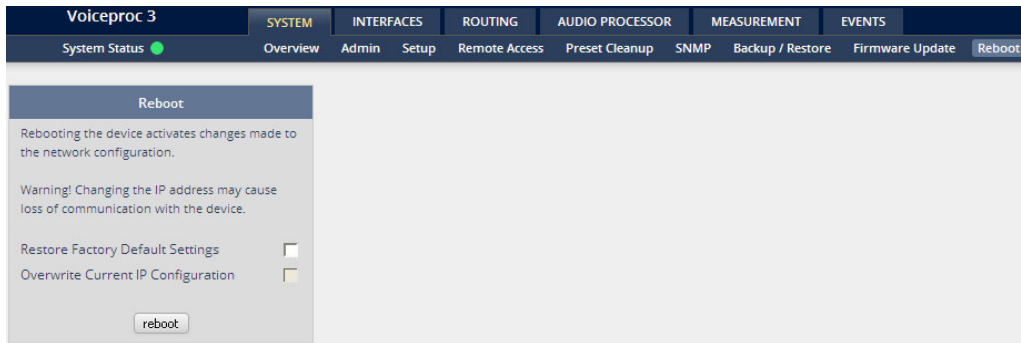 Voiceproc 3 SYSTEM INTERFACES ROUTING AUDIO PROCESSOR MEASUREMENT EVENTS
System Status Overview Admin Setup Remote Access Preset Cleanup SNMP Backup / Restore Firmware Update Reboot
Reboot
Rebooting the device activates changes made to
the network configuration.
Warning! Changing the IP address may cause
loss of communication with the device.
Restore Factory Default Settings
Overwrite Current IP Configuration
reboot